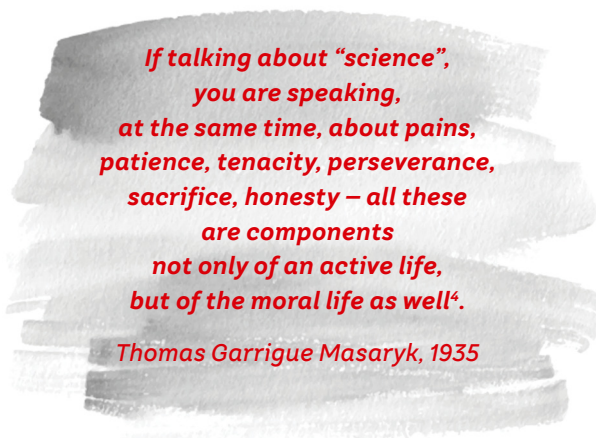 If talking about “science”,
you are speaking,
at the same time, about pains,
patience, tenacity, perseverance,
sacrifice, honesty – all these
are components
not only of an active life,
but of the moral life as well⁴.
Thomas Garrigue Masaryk, 1935